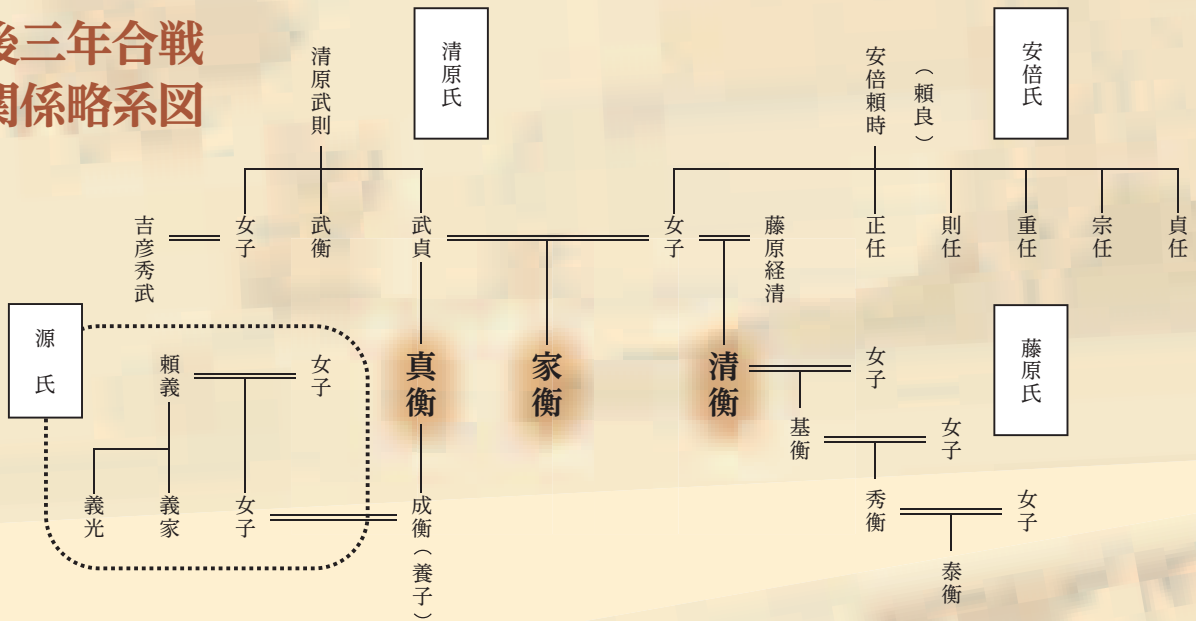 後三年合戦
関係略系図
清原氏
安倍氏
清原武則
安倍頼時
（頼良）
吉彦秀武
女子
武衡
武貞
女子
藤原経清
正任
則任
重任
宗任
貞任
源氏
藤原氏
頼義
女子
真衡
家衡
清衡
女子
基衡
女子
義光
義家
女子
成衡（養子）
秀衡
女子
泰衡